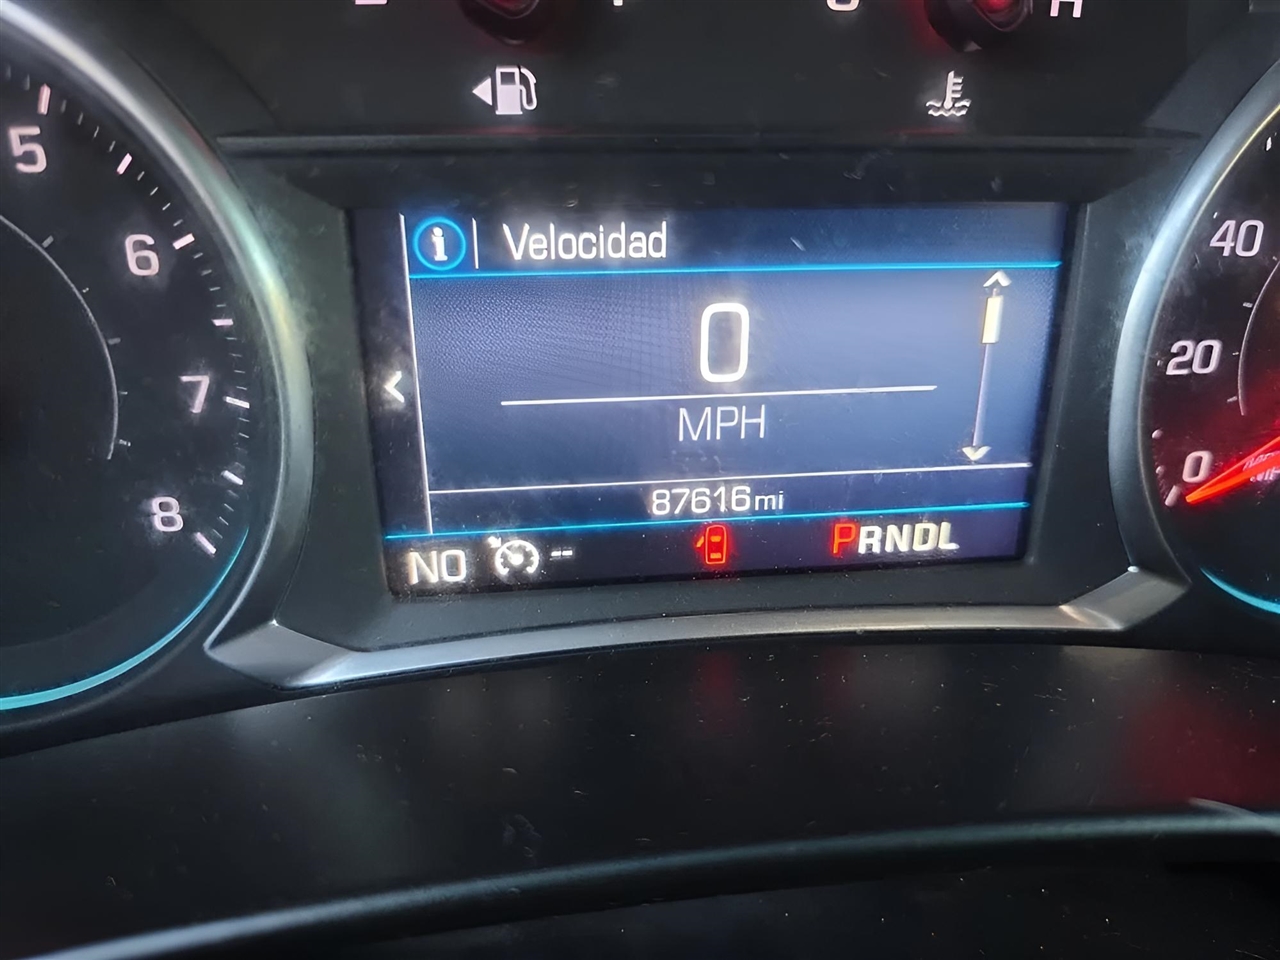 H
5
6
7
8
Velocidad
0
MPH
87616mi
NO --
PRNDL
40
20
0